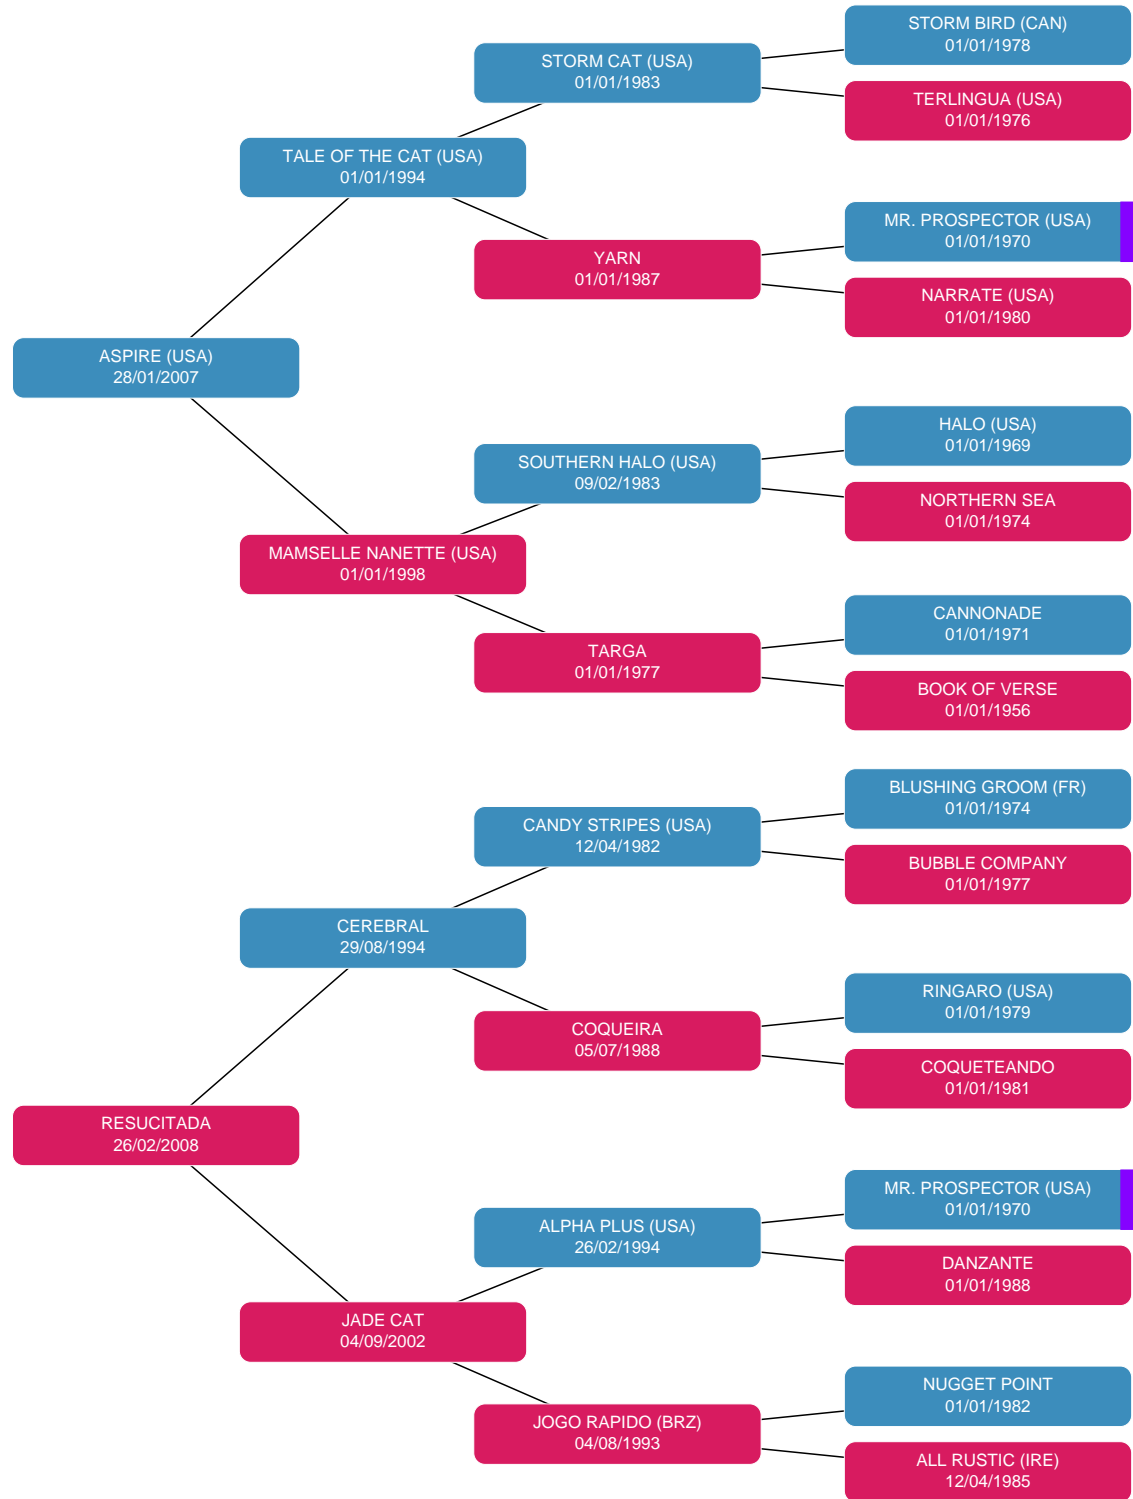 STORM BIRD (CAN)
01/01/1978
STORM CAT (USA)
01/01/1983
TERLINGUA (USA)
01/01/1976
TALE OF THE CAT (USA)
01/01/1994
MR. PROSPECTOR (USA)
01/01/1970
YARN
01/01/1987
NARRATE (USA)
01/01/1980
ASPIRE (USA)
28/01/2007
HALO (USA)
01/01/1969
SOUTHERN HALO (USA)
09/02/1983
NORTHERN SEA
01/01/1974
MAMSELLE NANETTE (USA)
01/01/1998
CANNONADE
01/01/1971
TARGA
01/01/1977
BOOK OF VERSE
01/01/1956
BLUSHING GROOM (FR)
01/01/1974
CANDY STRIPES (USA)
12/04/1982
BUBBLE COMPANY
01/01/1977
CEREBRAL
29/08/1994
RINGARO (USA)
01/01/1979
COQUEIRA
05/07/1988
COQUETEANDO
01/01/1981
RESUCITADA
26/02/2008
MR. PROSPECTOR (USA)
01/01/1970
ALPHA PLUS (USA)
26/02/1994
DANZANTE
01/01/1988
JADE CAT
04/09/2002
NUGGET POINT
01/01/1982
JOGO RAPIDO (BRZ)
04/08/1993
ALL RUSTIC (IRE)
12/04/1985